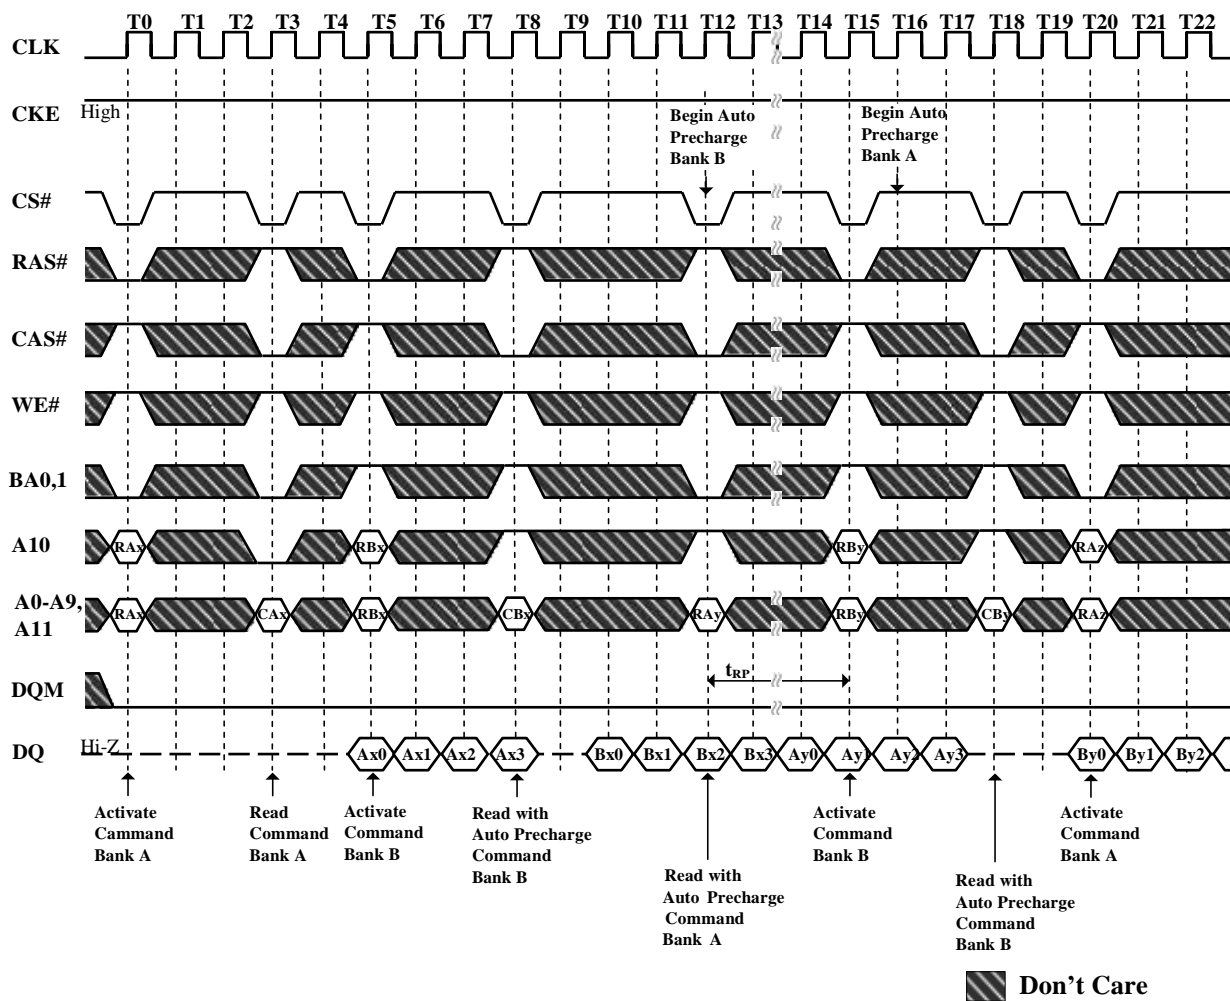 T0 T1 T2 T3 T4 T5 T6 T7 T8 T9 T10 T11 T12 T13 T14 T15 T16 T17 T18 T19 T20 T21 T22
CLK
CKE High
Begin Auto
Precharge
Bank B
Begin Auto
Precharge
Bank A
CS#
RAS#
CAS#
WE#
BA0,1
A10 RAx RBx RBy RAz
A0-A9,
A11 RAx CAx RBx CBx RAy RBy CBy RAz
tRP
DQM
DQ Hi-Z Ax0 Ax1 Ax2 Ax3 Bx0 Bx1 Bx2 Bx3 Ay0 Ay1 Ay2 Ay3 By0 By1 By2
Activate
Cammand
Bank A
Read
Command
Bank A
Activate
Command
Bank B
Read with
Auto Precharge
Command
Bank B
Read with
Auto Precharge
Command
Bank A
Activate
Command
Bank B
Read with
Auto Precharge
Command
Bank B
Activate
Command
Bank A
Don't Care